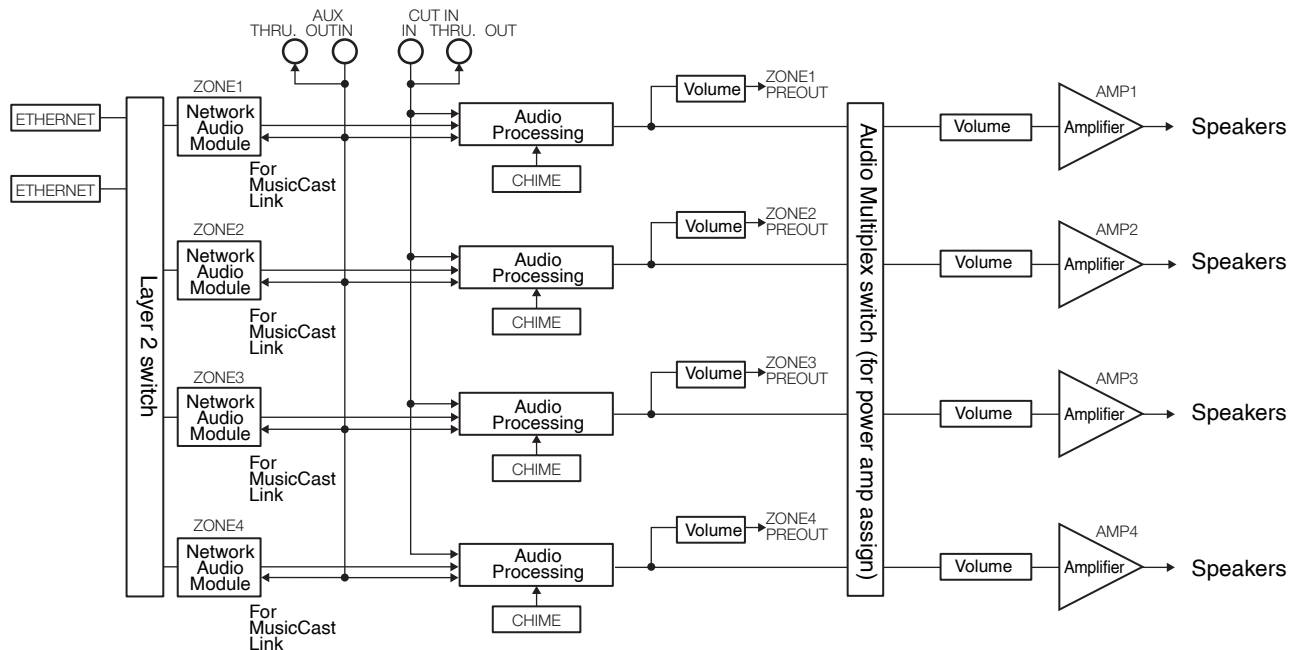 AUX
THRU. OUT IN
CUT IN
IN THRU. OUT
ETHERNET
ETHERNET
Layer 2 switch
ZONE1
Network
Audio
Module
For
MusicCast
Link
Audio
Processing
CHIME
Volume
ZONE1
PREOUT
Volume
AMP1
Amplifier
Speakers
ZONE2
Network
Audio
Module
For
MusicCast
Link
Audio
Processing
CHIME
Volume
ZONE2
PREOUT
Volume
AMP2
Amplifier
Speakers
ZONE3
Network
Audio
Module
For
MusicCast
Link
Audio
Processing
CHIME
Volume
ZONE3
PREOUT
Volume
AMP3
Amplifier
Speakers
ZONE4
Network
Audio
Module
For
MusicCast
Link
Audio
Processing
CHIME
Volume
ZONE4
PREOUT
Volume
AMP4
Amplifier
Speakers
Audio Multiplex switch (for power amp assign)